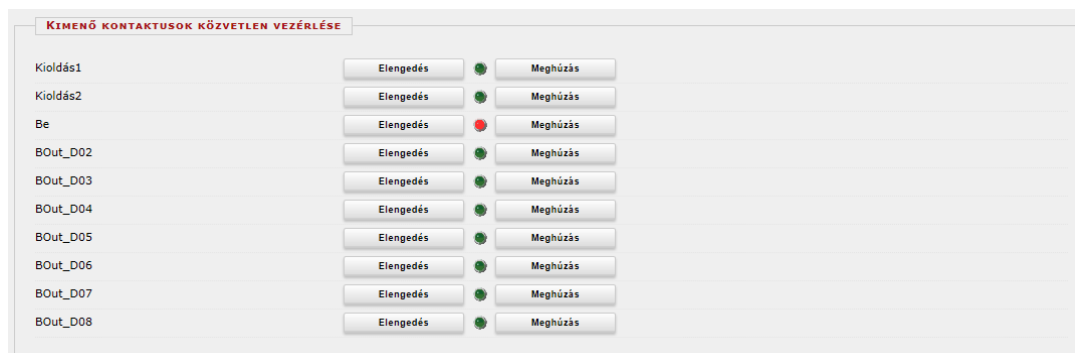 Kimenő kontaktusok közvetlen vezérlése
Kioldás1 Elengedés Meghúzás
Kioldás2 Elengedés Meghúzás
Be Elengedés Meghúzás
BOut_D02 Elengedés Meghúzás
BOut_D03 Elengedés Meghúzás
BOut_D04 Elengedés Meghúzás
BOut_D05 Elengedés Meghúzás
BOut_D06 Elengedés Meghúzás
BOut_D07 Elengedés Meghúzás
BOut_D08 Elengedés Meghúzás